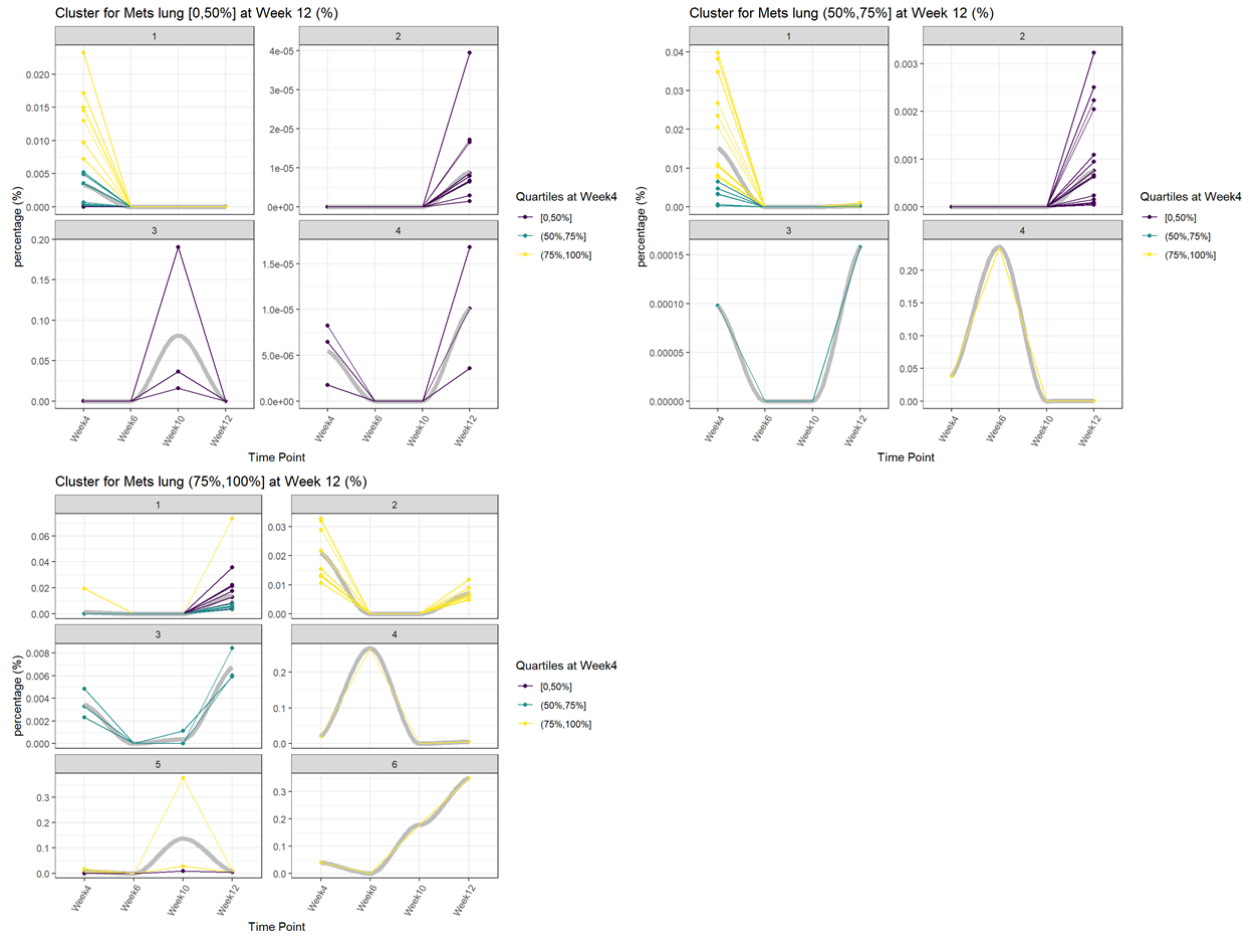 Cluster for Mets lung [0,50%] at Week 12 (%)
1
2
0.020
0.015
0.010
0.005
0.000
4e-05
3e-05
2e-05
1e-05
0e+00
3
4
0.20
0.15
0.10
0.05
0.00
1.5e-05
1.0e-05
5.0e-06
0.0e+00
percentage (%)
Week4
Week6
Week10
Week12
Week4
Week6
Week10
Week12
Time Point
Quartiles at Week4
[0,50%]
(50%,75%]
(75%,100%]
Cluster for Mets lung (50%,75%] at Week 12 (%)
1
2
0.04
0.03
0.02
0.01
0.00
0.003
0.002
0.001
0.000
3
4
0.00015
0.00010
0.00005
0.00000
0.20
0.15
0.10
0.05
0.00
percentage (%)
Week4
Week6
Week10
Week12
Week4
Week6
Week10
Week12
Time Point
Quartiles at Week4
[0,50%]
(50%,75%]
(75%,100%]
Cluster for Mets lung (75%,100%] at Week 12 (%)
1
2
0.06
0.04
0.02
0.00
0.03
0.02
0.01
0.00
3
4
0.008
0.006
0.004
0.002
0.000
0.2
0.1
0.0
5
6
0.3
0.2
0.1
0.0
0.3
0.2
0.1
0.0
percentage (%)
Week4
Week6
Week10
Week12
Week4
Week6
Week10
Week12
Time Point
Quartiles at Week4
[0,50%]
(50%,75%]
(75%,100%]